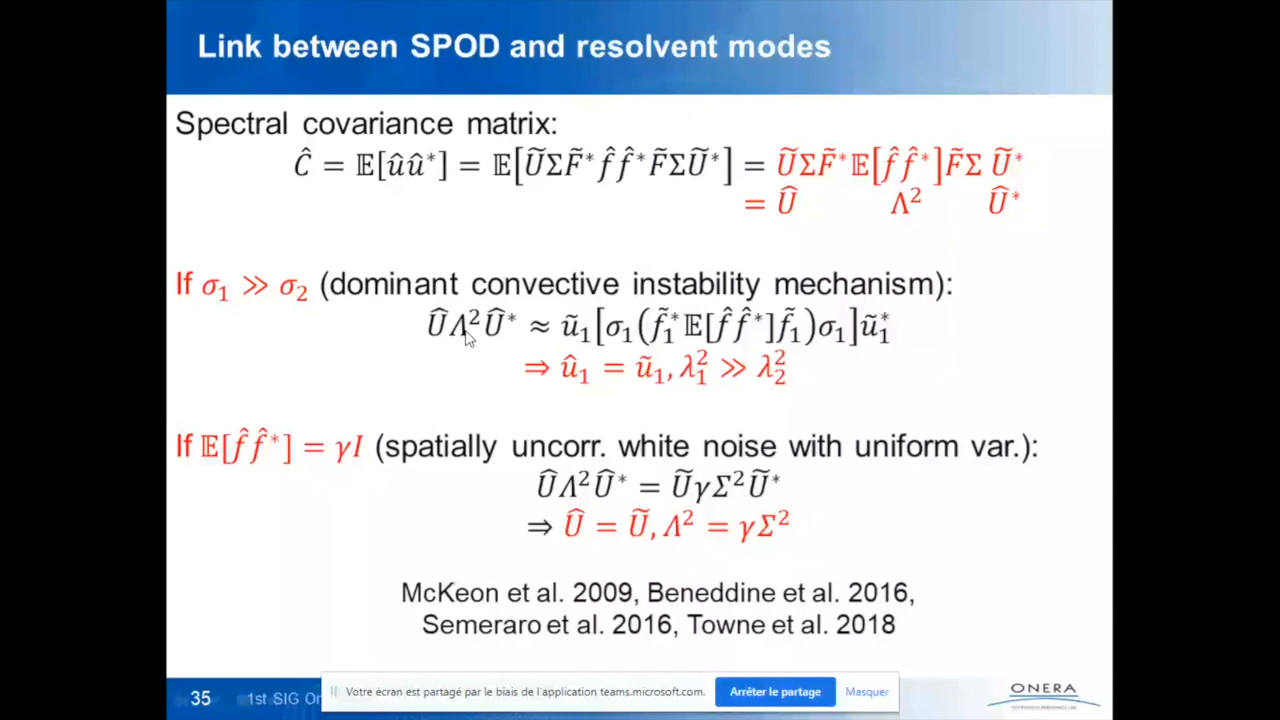 Link between SPOD and resolvent modes
Spectral covariance matrix:
Ĉ = 𝔼[ûû*] = 𝔼[ŨΣF̃*f̂f̂*F̃ΣŨ*] = ŨΣF̃*𝔼[f̂f̂*]F̃Σ Ũ*
= Û Λ² Û*
If σ₁ ≫ σ₂ (dominant convective instability mechanism):
ÛΛ²Û* ≈ ũ₁[σ₁(f̃₁*𝔼[f̂f̂*]f̃₁)σ₁]ũ₁*
⇒ û₁ = ũ₁, λ₁² ≫ λ₂²
If 𝔼[f̂f̂*] = γI (spatially uncorr. white noise with uniform var.):
ÛΛ²Û* = ŨγΣ²Ũ*
⇒ Û = Ũ, Λ² = γΣ²
McKeon et al. 2009, Beneddine et al. 2016,
Semeraro et al. 2016, Towne et al. 2018
35 1st SIG
Votre écran est partagé par le biais de l'application teams.microsoft.com. Arrêter le partage Masquer
ONERA